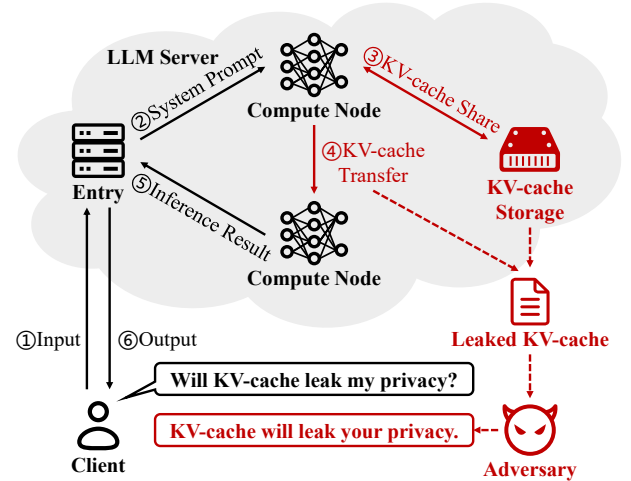 LLM Server
②System Prompt
Compute Node
③KV-cache Share
Entry
④KV-cache
Transfer
KV-cache
Storage
⑤Inference Result
Compute Node
Leaked KV-cache
①Input
⑥Output
Will KV-cache leak my privacy?
KV-cache will leak your privacy.
Client
Adversary